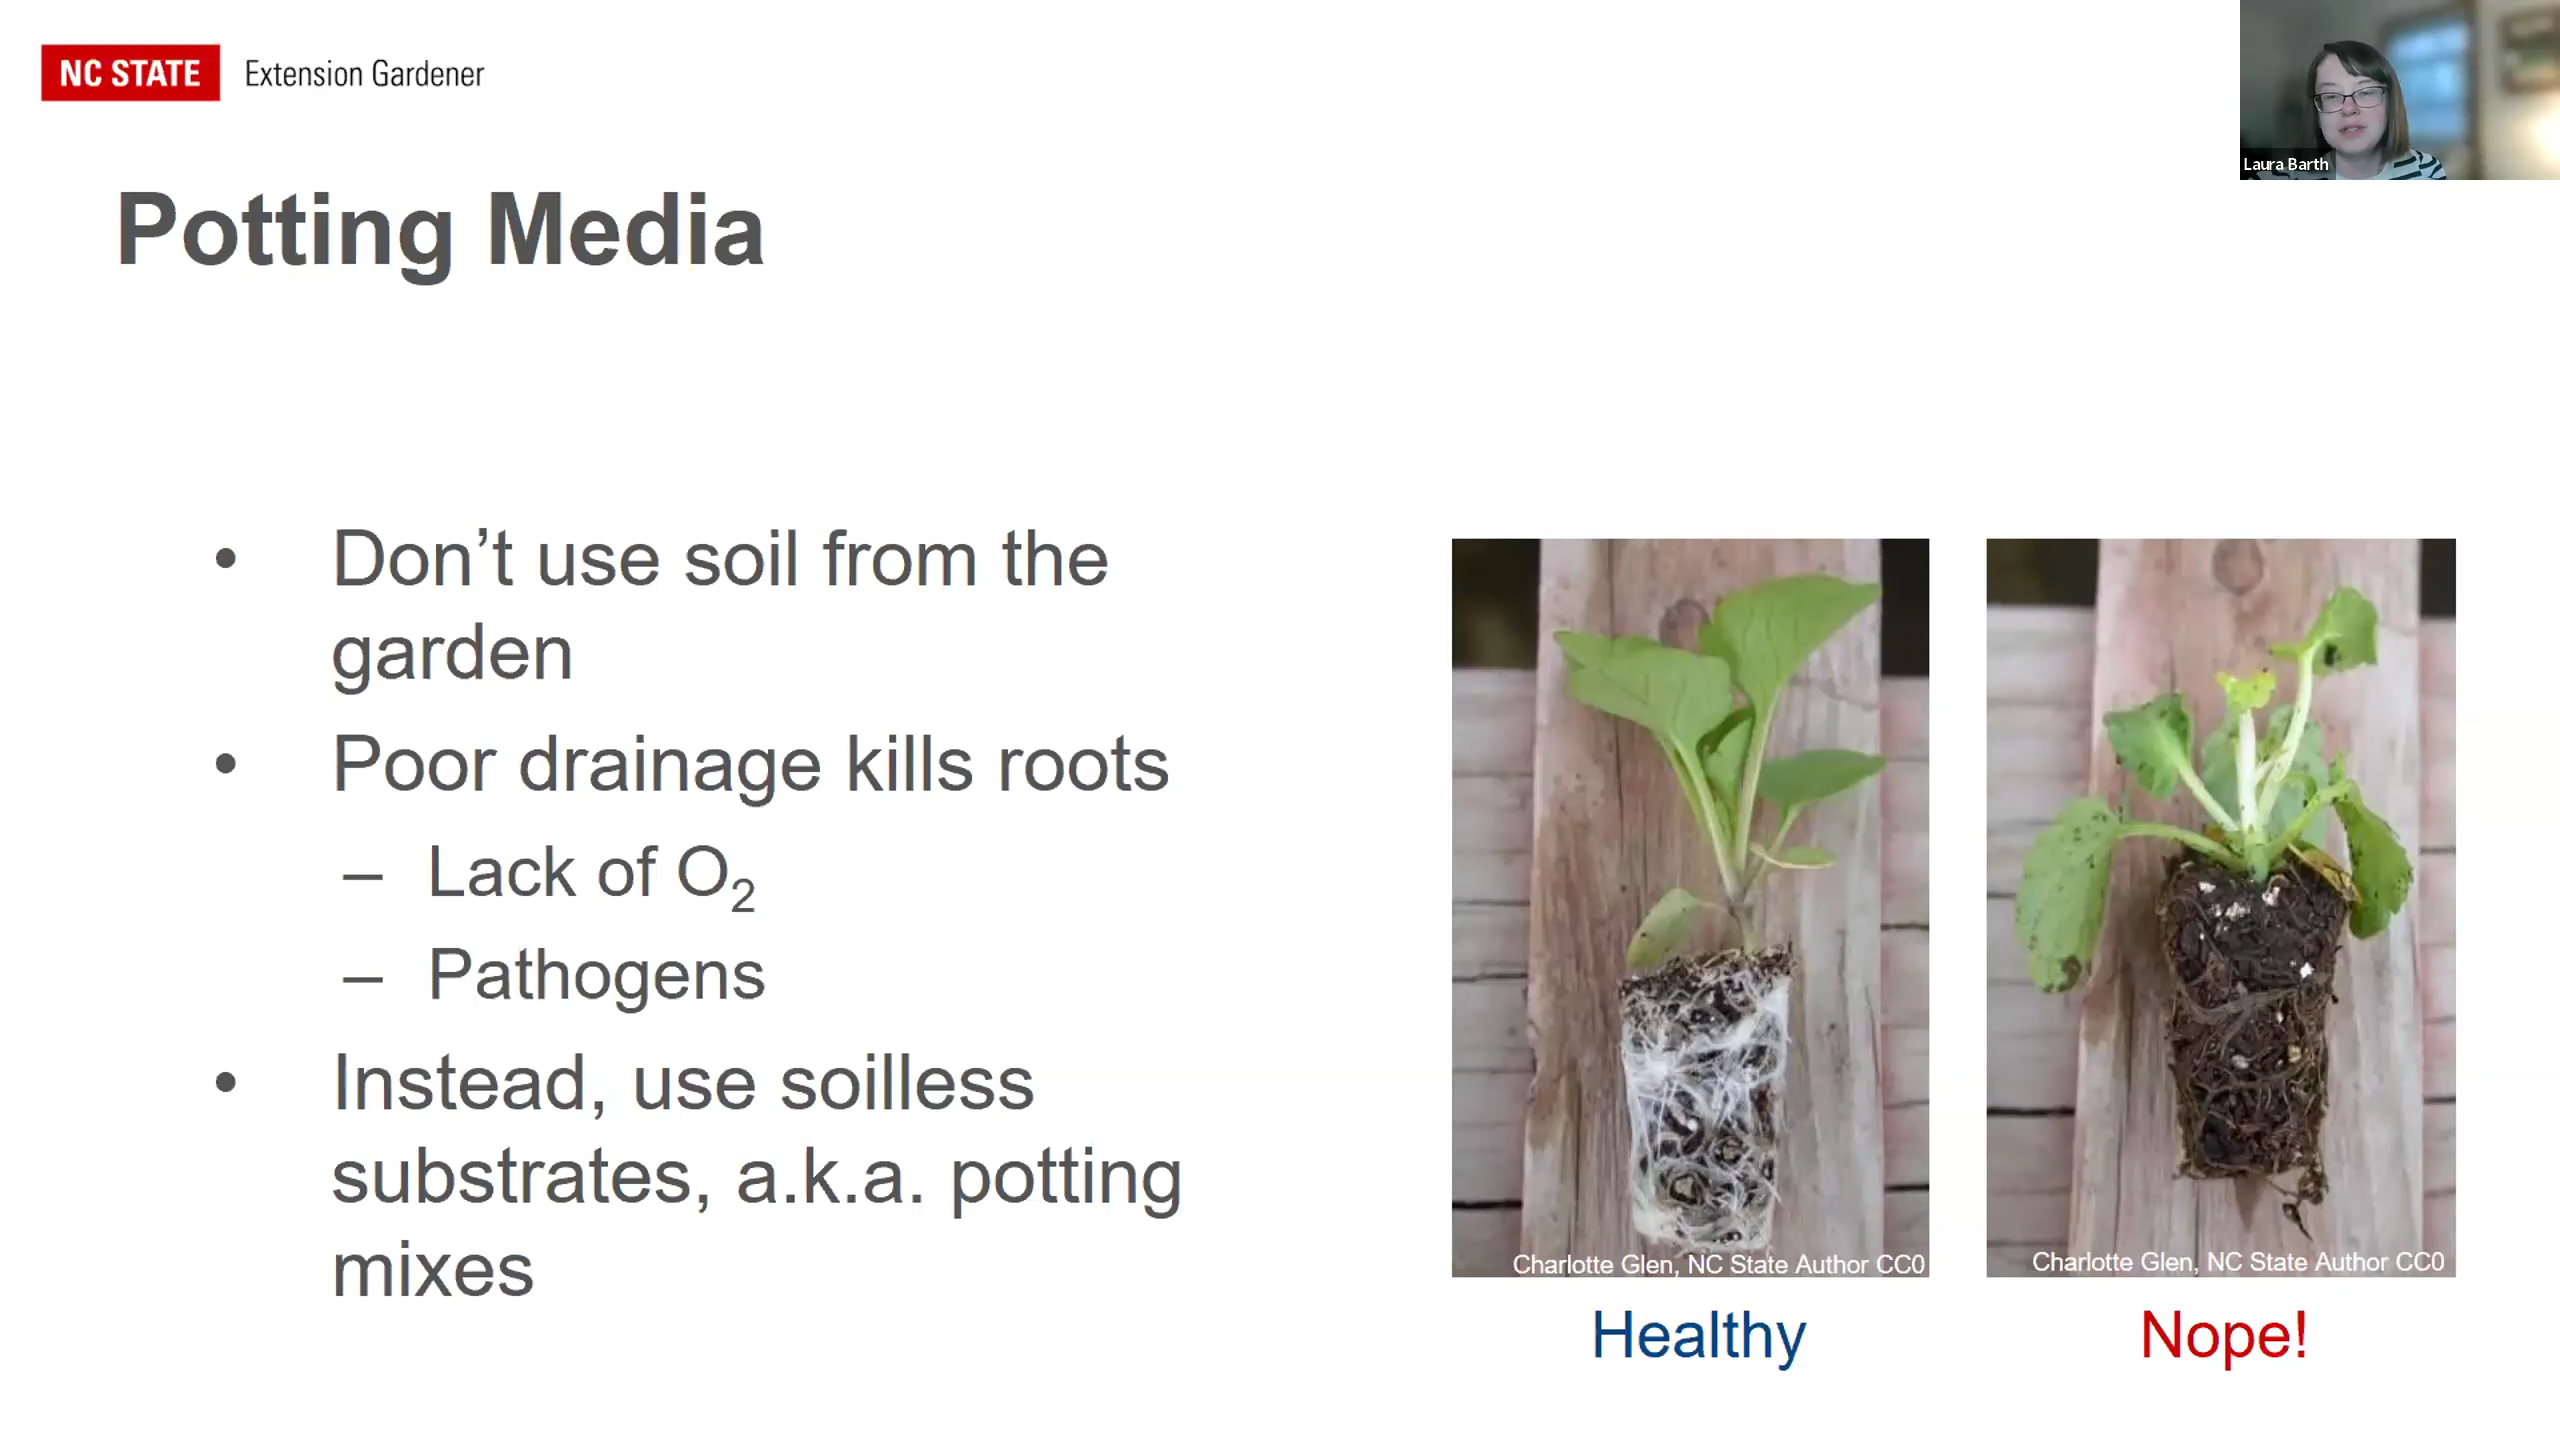 NC STATE Extension Gardener
Laura Barth
Potting Media
• Don’t use soil from the
garden
• Poor drainage kills roots
– Lack of O₂
– Pathogens
• Instead, use soilless
substrates, a.k.a. potting
mixes
Charlotte Glen, NC State Author CC0
Healthy
Charlotte Glen, NC State Author CC0
Nope!